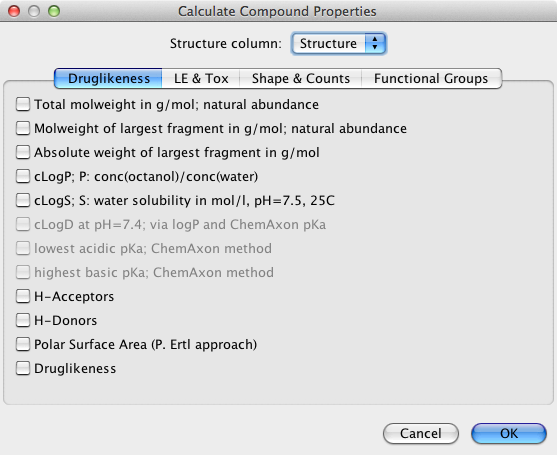 Calculate Compound Properties
Structure column: Structure
Druglikeness LE & Tox Shape & Counts Functional Groups
Total molweight in g/mol; natural abundance
Molweight of largest fragment in g/mol; natural abundance
Absolute weight of largest fragment in g/mol
cLogP; P: conc(octanol)/conc(water)
cLogS; S: water solubility in mol/l, pH=7.5, 25C
cLogD at pH=7.4; via logP and ChemAxon pKa
lowest acidic pKa; ChemAxon method
highest basic pKa; ChemAxon method
H-Acceptors
H-Donors
Polar Surface Area (P. Ertl approach)
Druglikeness
Cancel OK